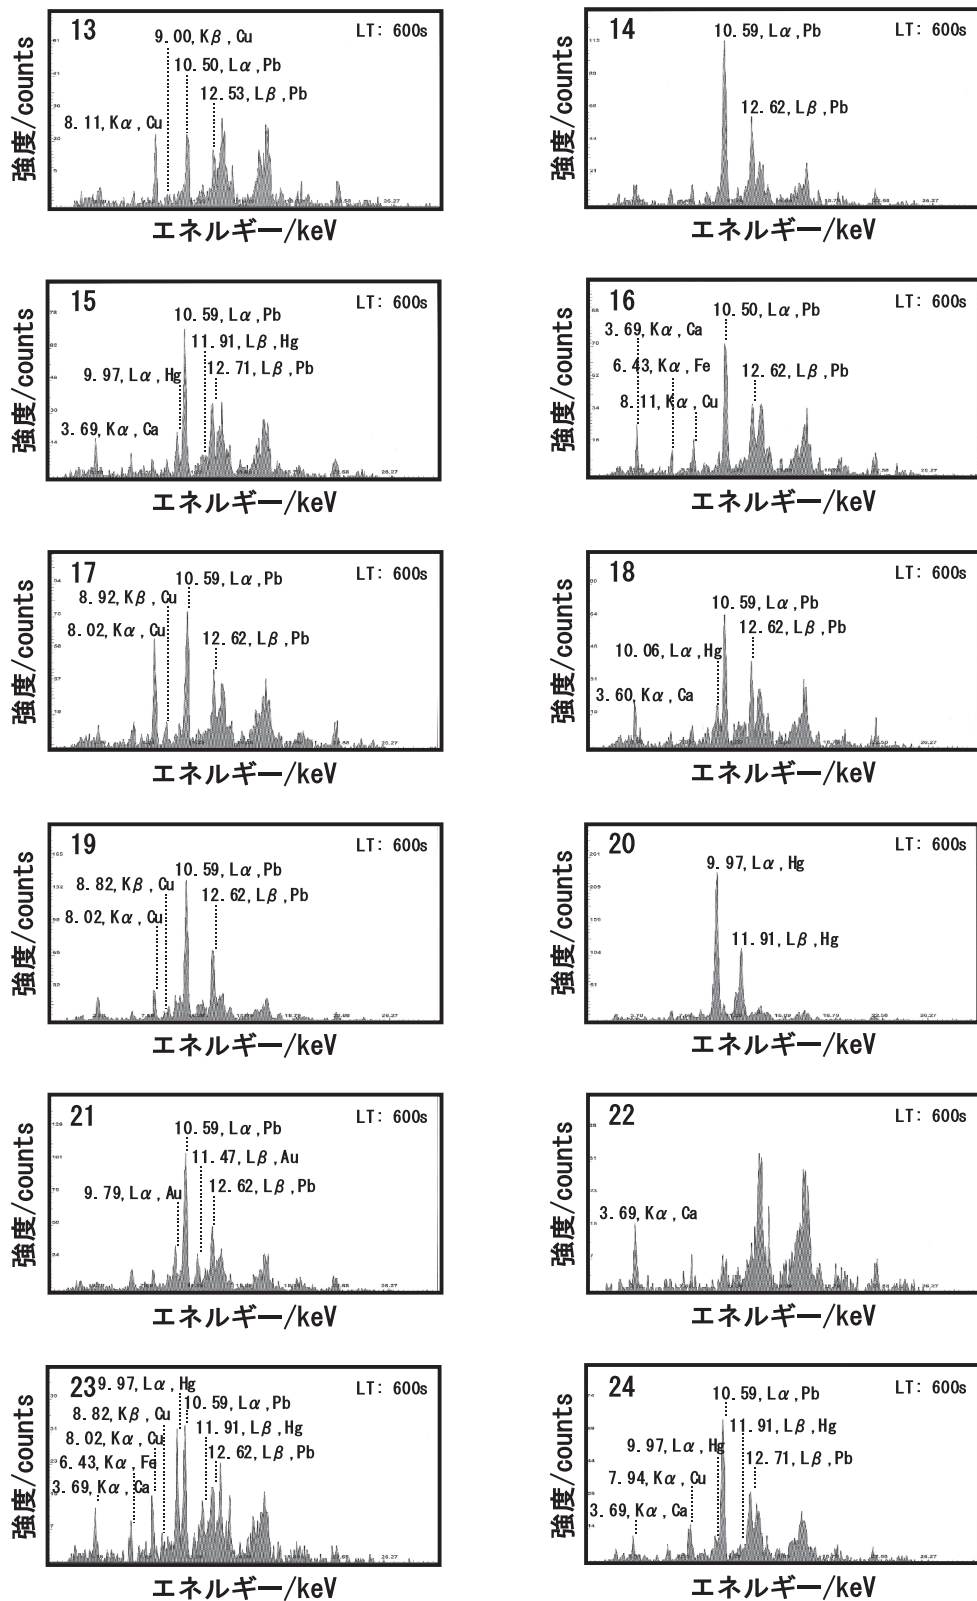 13
LT: 600s
9.00, Kβ, Cu
10.50, Lα, Pb
12.53, Lβ, Pb
8.11, Kα, Cu
強度/counts
エネルギー/keV
14
LT: 600s
10.59, Lα, Pb
12.62, Lβ, Pb
強度/counts
エネルギー/keV
15
LT: 600s
10.59, Lα, Pb
11.91, Lβ, Hg
12.71, Lβ, Pb
9.97, Lα, Hg
3.69, Kα, Ca
強度/counts
エネルギー/keV
16
LT: 600s
10.50, Lα, Pb
3.69, Kα, Ca
6.43, Kα, Fe
12.62, Lβ, Pb
8.11, Kα, Cu
強度/counts
エネルギー/keV
17
LT: 600s
10.59, Lα, Pb
8.92, Kβ, Cu
8.02, Kα, Cu
12.62, Lβ, Pb
強度/counts
エネルギー/keV
18
LT: 600s
10.59, Lα, Pb
12.62, Lβ, Pb
10.06, Lα, Hg
3.60, Kα, Ca
強度/counts
エネルギー/keV
19
LT: 600s
10.59, Lα, Pb
8.82, Kβ, Cu
12.62, Lβ, Pb
8.02, Kα, Cu
強度/counts
エネルギー/keV
20
LT: 600s
9.97, Lα, Hg
11.91, Lβ, Hg
強度/counts
エネルギー/keV
21
LT: 600s
10.59, Lα, Pb
11.47, Lβ, Au
9.79, Lα, Au
12.62, Lβ, Pb
強度/counts
エネルギー/keV
22
LT: 600s
3.69, Kα, Ca
強度/counts
エネルギー/keV
23
LT: 600s
9.97, Lα, Hg
10.59, Lα, Pb
8.82, Kβ, Cu
11.91, Lβ, Hg
8.02, Kα, Cu
12.62, Lβ, Pb
6.43, Kα, Fe
3.69, Kα, Ca
強度/counts
エネルギー/keV
24
LT: 600s
10.59, Lα, Pb
11.91, Lβ, Hg
9.97, Lα, Hg
12.71, Lβ, Pb
7.94, Kα, Cu
3.69, Kα, Ca
強度/counts
エネルギー/keV